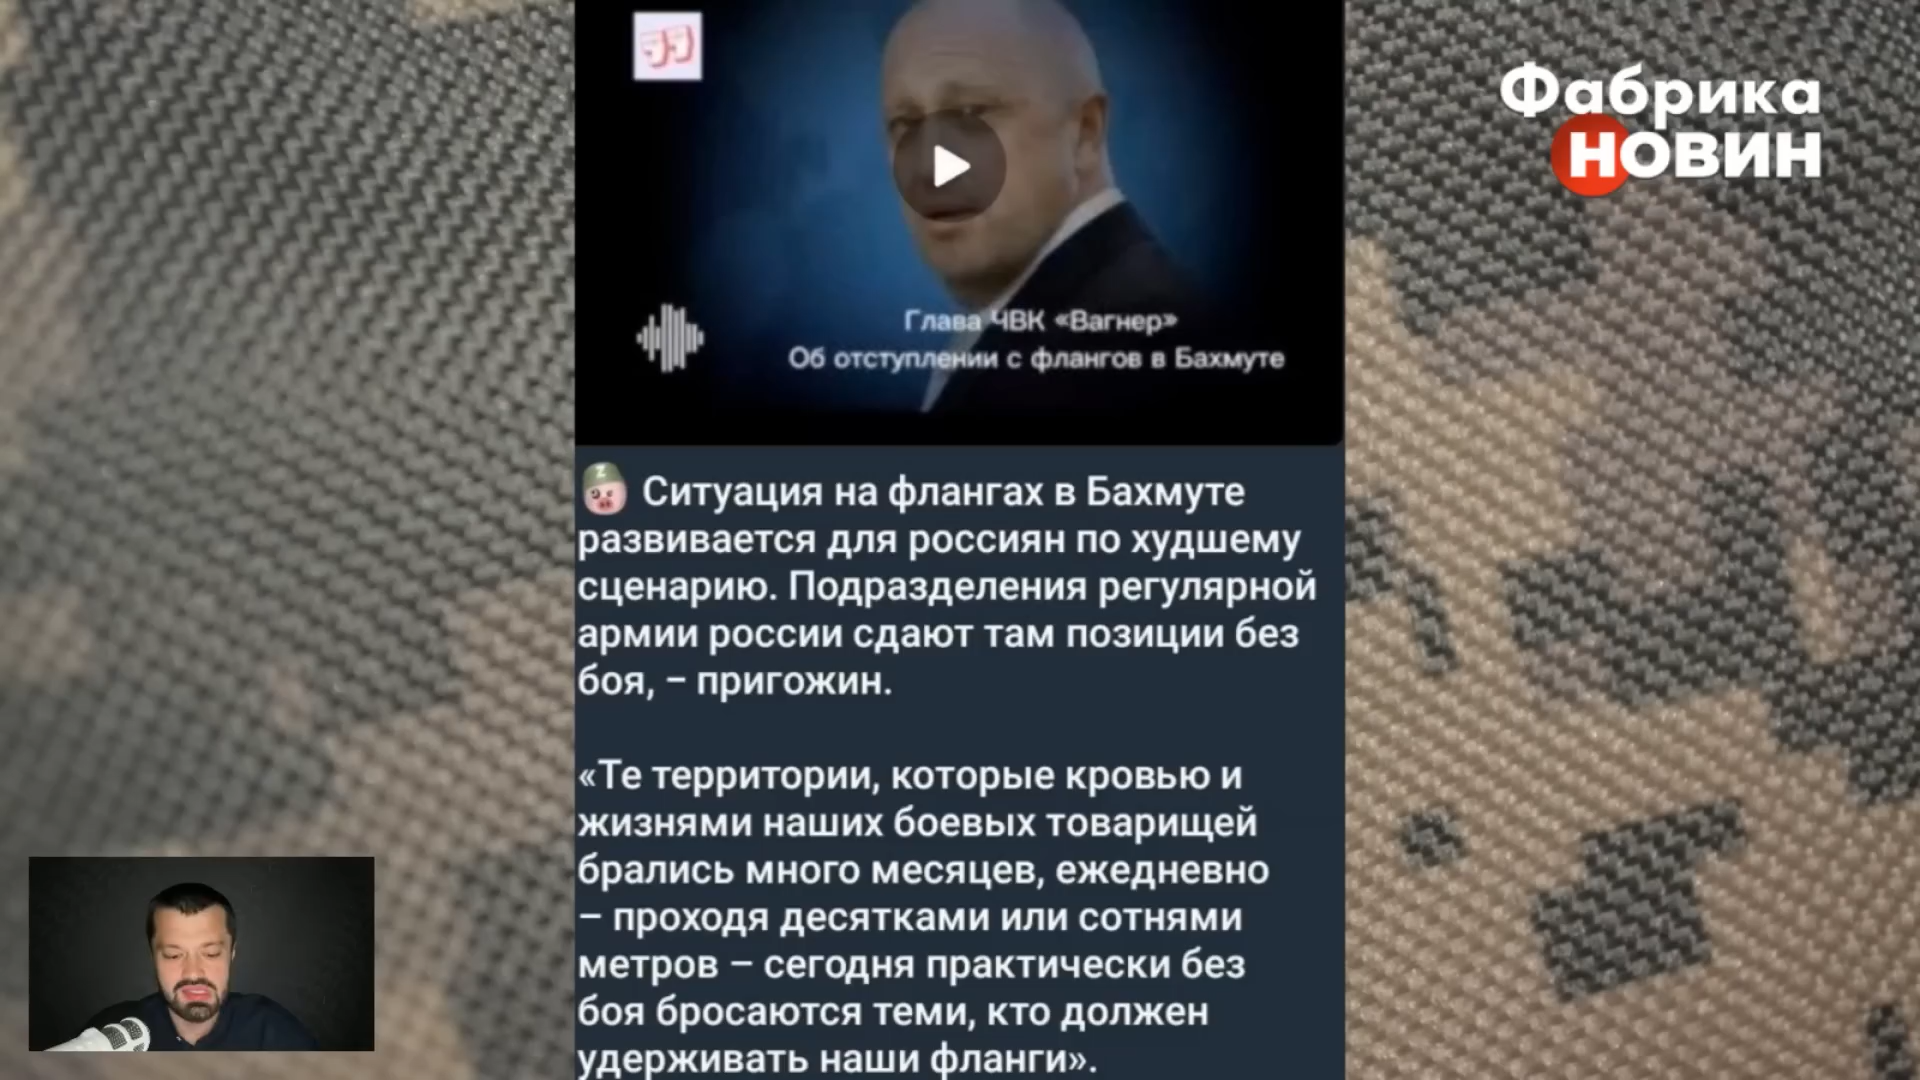 Фабрика
новин
Глава ЧВК «Вагнер»
Об отступлении с флангов в Бахмуте
Z
Ситуация на флангах в Бахмуте
развивается для россиян по худшему
сценарию. Подразделения регулярной
армии россии сдают там позиции без
боя, – пригожин.
«Те территории, которые кровью и
жизнями наших боевых товарищей
брались много месяцев, ежедневно
– проходя десятками или сотнями
метров – сегодня практически без
боя бросаются теми, кто должен
удерживать наши фланги».